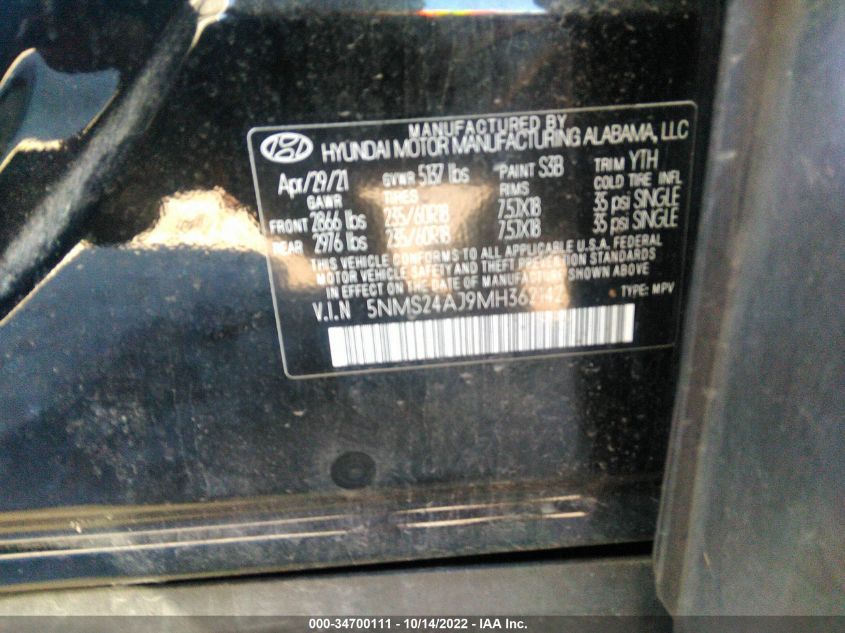 MANUFACTURED BY
HYUNDAI MOTOR MANUFACTURING ALABAMA, LLC
Apr/29/21 GVWR 5137 lbs PAINT S3B TRIM YTH
GAWR TIRES RIMS COLD TIRE INFL
FRONT 2866 lbs 235/60R18 7.5JX18 35 psi SINGLE
REAR 2976 lbs 235/60R18 7.5JX18 35 psi SINGLE
THIS VEHICLE CONFORMS TO ALL APPLICABLE U.S.A. FEDERAL
MOTOR VEHICLE SAFETY AND THEFT PREVENTION STANDARDS
IN EFFECT ON THE DATE OF MANUFACTURE SHOWN ABOVE
V.I.N TYPE: MPV
000-34700111 - 10/14/2022 - IAA Inc.